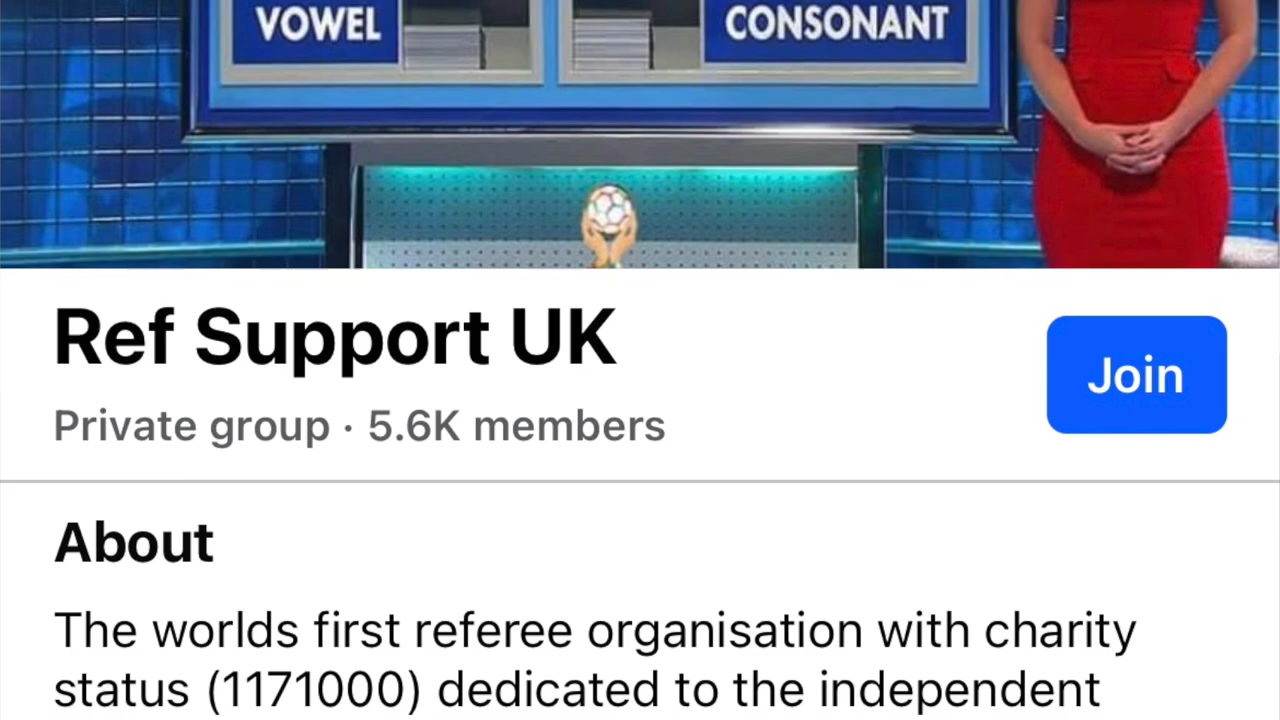 VOWEL
CONSONANT
Ref Support UK
Join
Private group · 5.6K members
About
The worlds first referee organisation with charity
status (1171000) dedicated to the independent